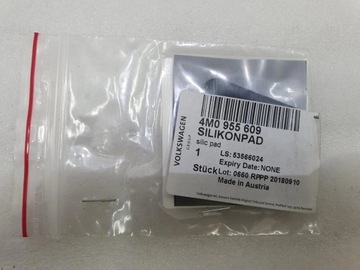 VOLKSWAGEN
GROUP
4M0 955 609
SILIKONPAD
silic pad
1 LS: 53566024
Expiry Date: NONE
Stück Lot: 0660 RPPP 20180910
Made in Austria